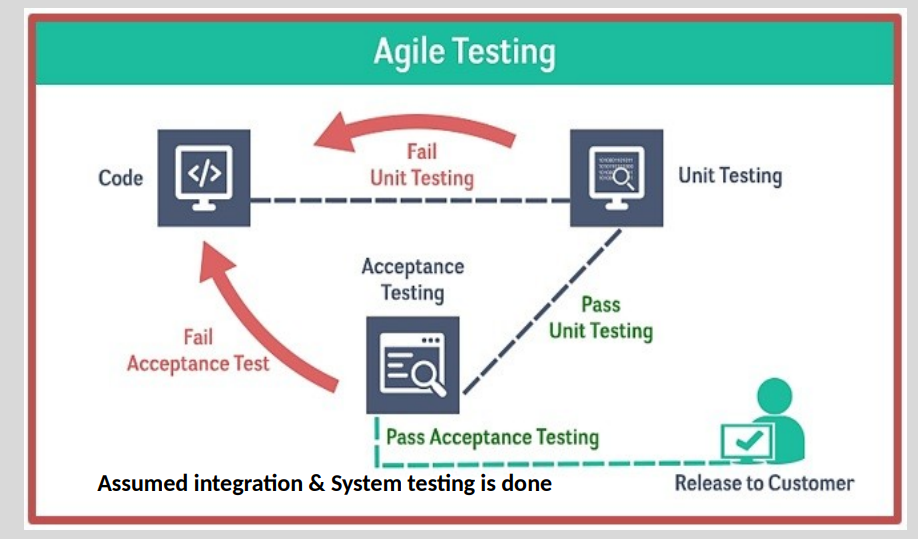 Agile Testing
Fail
Unit Testing
Code
</>
Unit Testing
Acceptance
Testing
Pass
Unit Testing
Fail
Acceptance Test
Pass Acceptance Testing
Assumed integration & System testing is done
Release to Customer